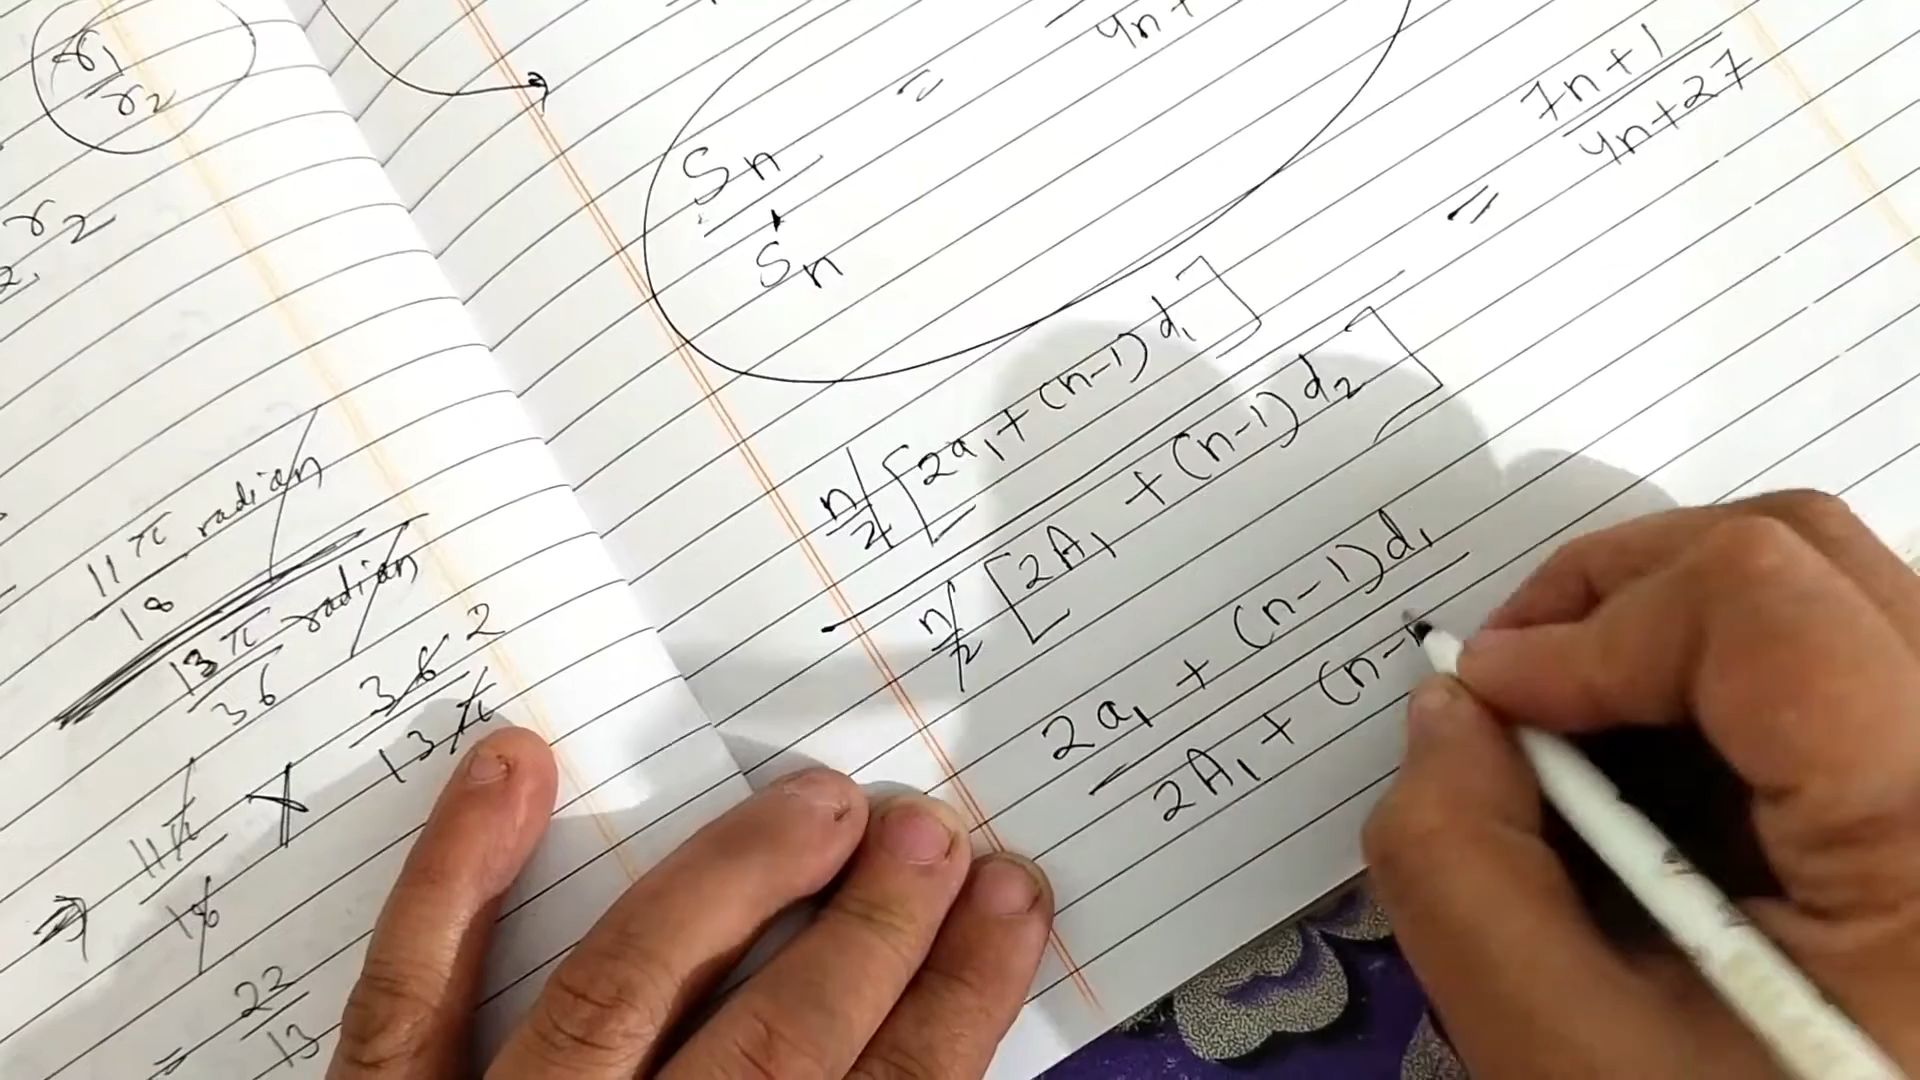 r1
r2
r2
2.
11π radian
18
13π radian
36
11π × 36 2
18 13π
= 22
13
=
4n+
Sn
S'n
= 7n+1
4n+27
n/2 [2a1+(n-1)d1]
n/2 [2A1+(n-1)d2]
2a1+(n-1)d1
2A1+(n-